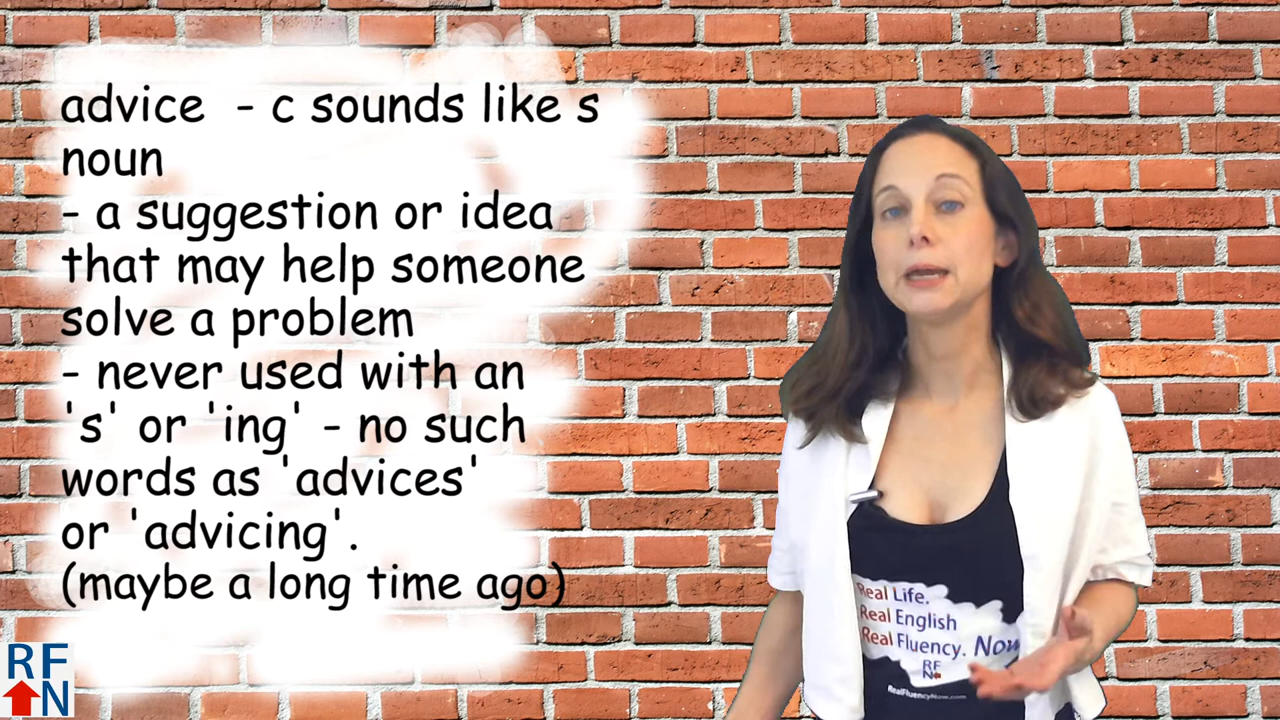 advice - c sounds like s
noun
- a suggestion or idea
that may help someone
solve a problem
- never used with an
's' or 'ing' - no such
words as 'advices'
or 'advicing'.
(maybe a long time ago)
RF
N
Real Life.
Real English
Real Fluency. Now
RF
N
RealFluencyNow.com